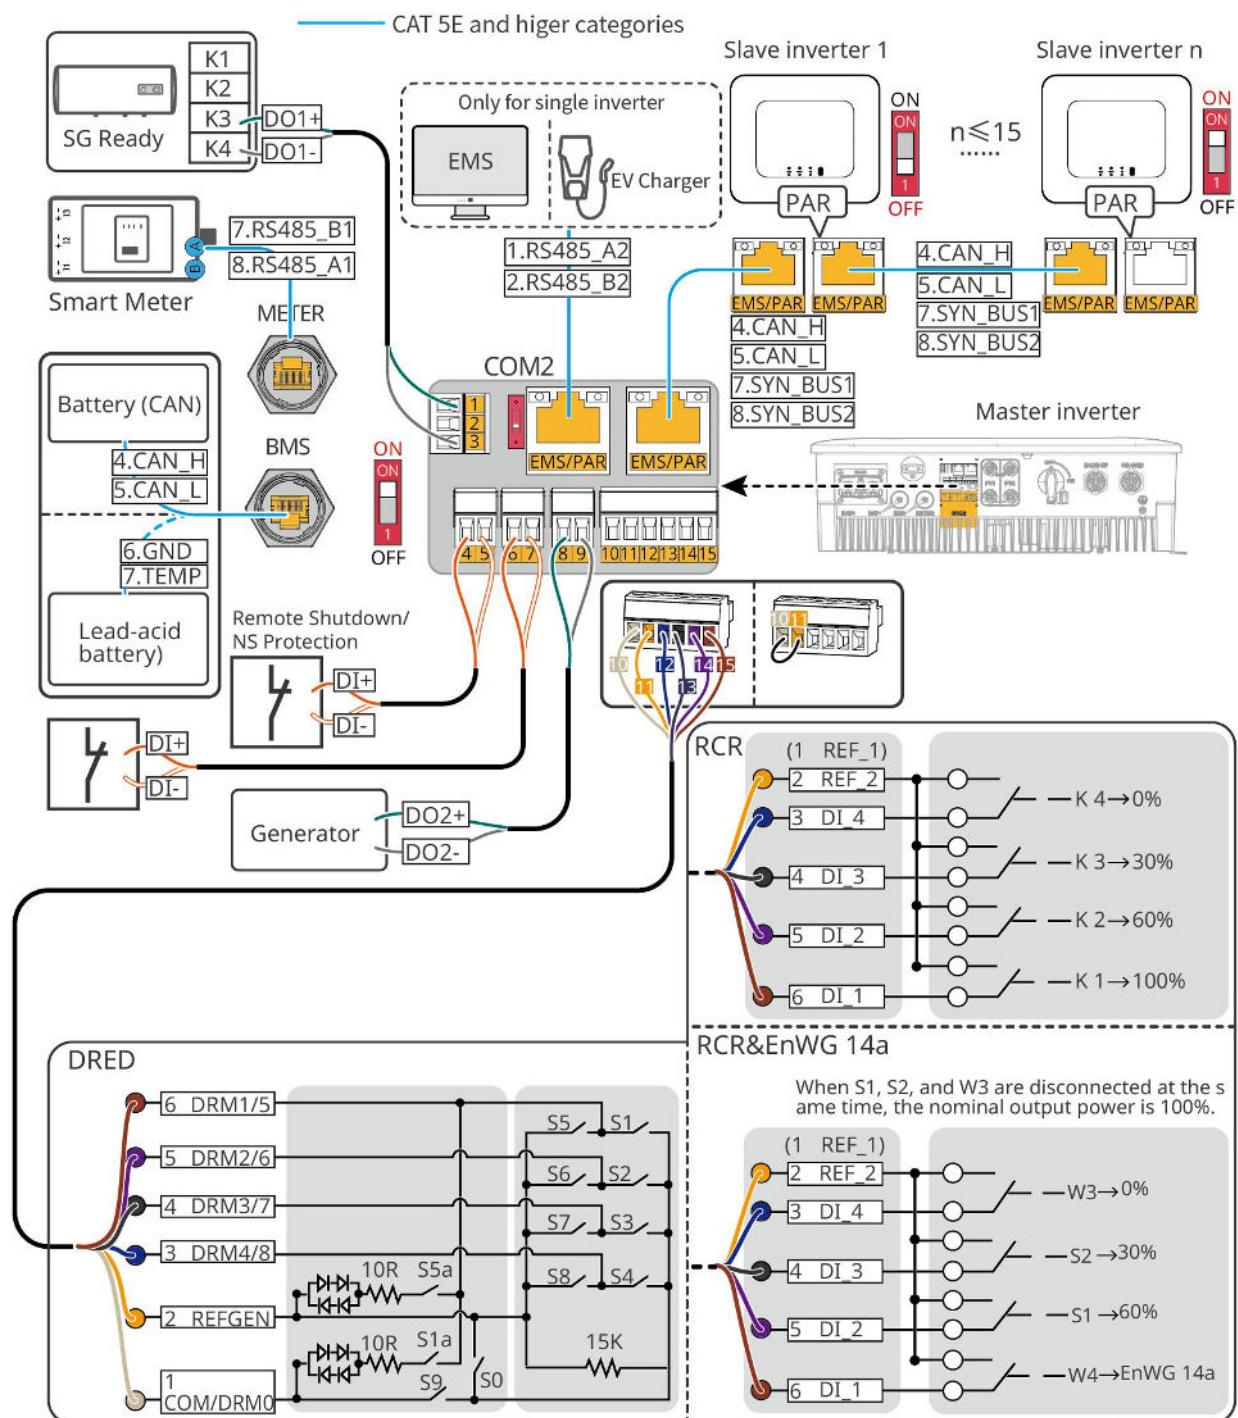 CAT 5E and higer categories
K1
K2
K3
K4
DO1+
DO1-
SG Ready
Only for single inverter
EMS
EV Charger
Slave inverter 1
ON
ON
1
OFF
PAR
n≤15
......
Slave inverter n
ON
ON
1
OFF
PAR
7.RS485_B1
8.RS485_A1
A
B
Smart Meter
METER
1.RS485_A2
2.RS485_B2
EMS/PAR
EMS/PAR
4.CAN_H
5.CAN_L
7.SYN_BUS1
8.SYN_BUS2
EMS/PAR
EMS/PAR
4.CAN_H
5.CAN_L
7.SYN_BUS1
8.SYN_BUS2
Battery (CAN)
4.CAN_H
5.CAN_L
BMS
6.GND
7.TEMP
Lead-acid
battery)
ON
ON
1
OFF
COM2
1
2
3
EMS/PAR
EMS/PAR
4 5 6 7 8 9 10 11 12 13 14 15
Master inverter
Remote Shutdown/
NS Protection
DI+
DI-
DI+
DI-
Generator
DO2+
DO2-
10
11
12
13
14
15
10 11
RCR
(1 REF_1)
2 REF_2
3 DI_4
4 DI_3
5 DI_2
6 DI_1
K 4→0%
K 3→30%
K 2→60%
K 1→100%
DRED
6 DRM1/5
5 DRM2/6
4 DRM3/7
3 DRM4/8
2 REFGEN
1
COM/DRM0
10R
S5a
10R
S1a
S9
S0
S5 S1
S6 S2
S7 S3
S8 S4
15K
RCR&EnWG 14a
When S1, S2, and W3 are disconnected at the s
ame time, the nominal output power is 100%.
(1 REF_1)
2 REF_2
3 DI_4
4 DI_3
5 DI_2
6 DI_1
W3→0%
S2→30%
S1→60%
W4→EnWG 14a